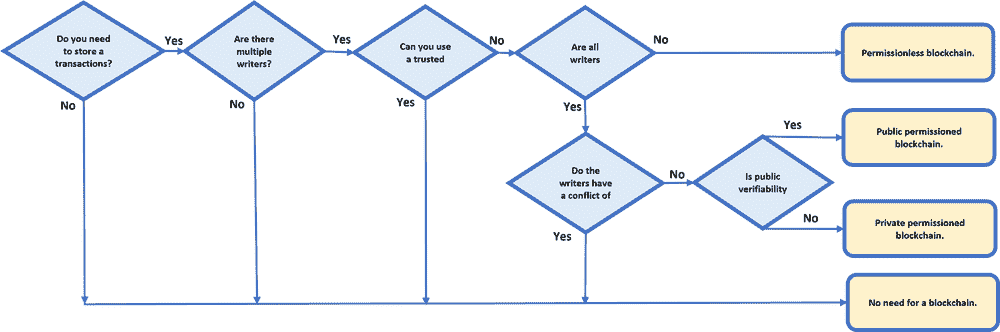 Do you need
to store a
transactions?
Yes
No
Are there
multiple
writers?
Yes
No
Can you use
a trusted
No
Yes
Are all
writers
No
Yes
Permissionless blockchain.
Do the
writers have
a conflict of
No
Yes
Is public
verifiability
Yes
No
Public permissioned
blockchain.
Private permissioned
blockchain.
No need for a blockchain.